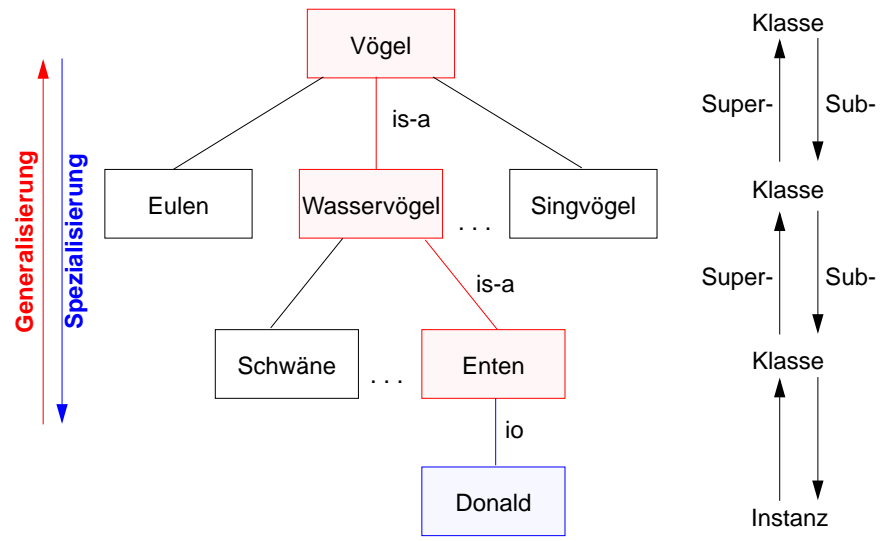 Vögel
Klasse
is-a
Super-
Sub-
Generalisierung
Spezialisierung
Eulen
Wasservögel
. . .
Singvögel
Klasse
is-a
Super-
Sub-
Schwäne
. . .
Enten
Klasse
io
Donald
Instanz